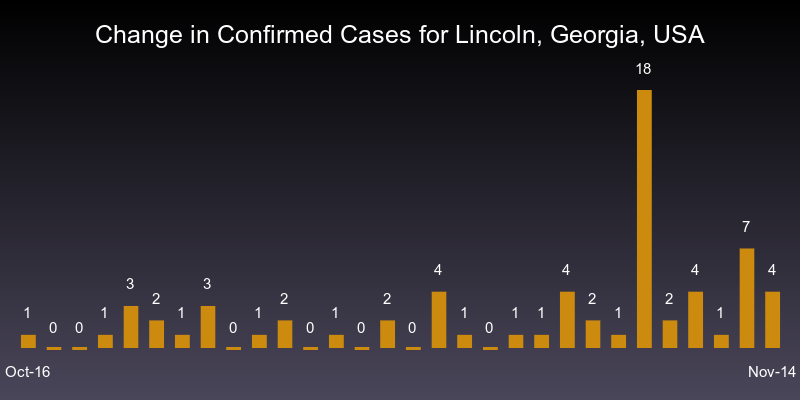 Change in Confirmed Cases for Lincoln, Georgia, USA
1 0 0 1 3 2 1 3 0 1 2 0 1 0 2 0 4 1 0 1 1 4 2 1 18 2 4 1 7 4
Oct-16 Nov-14